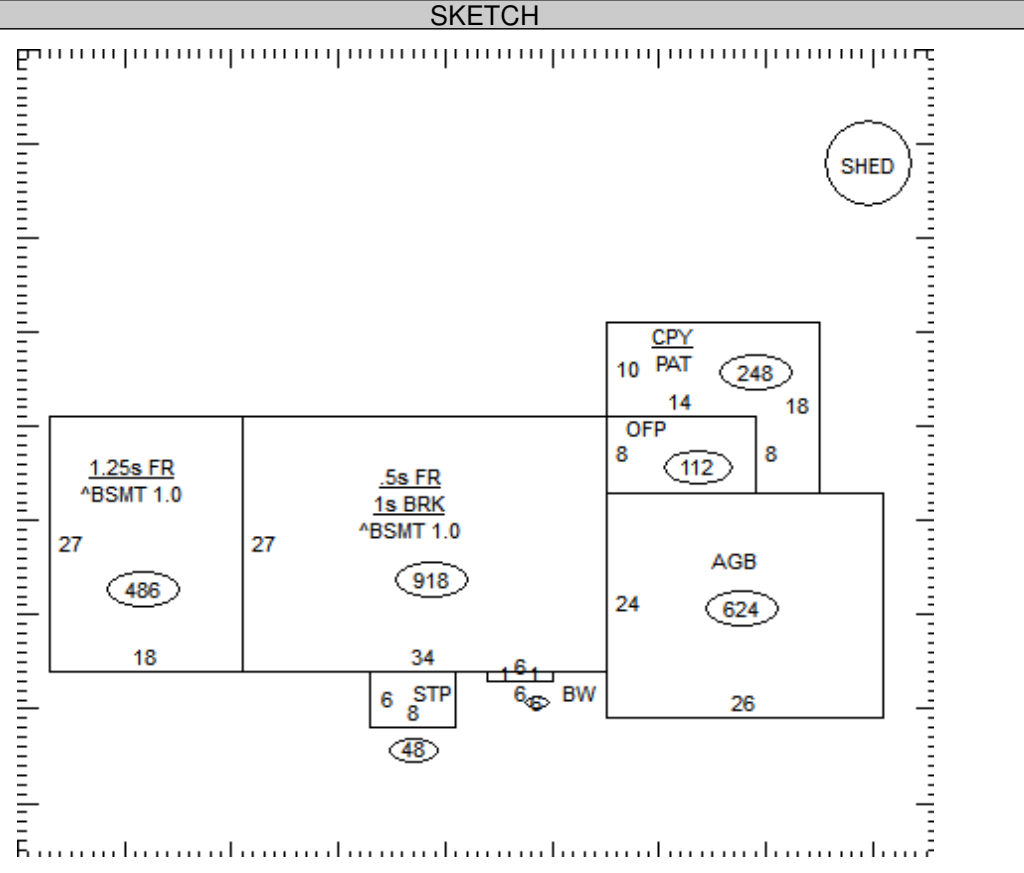 SKETCH
SHED
CPY
10 PAT 248
14 18
OFP
8 112 8
1.25s FR
^BSMT 1.0
.5s FR
1s BRK
^BSMT 1.0
27
27
486
918
AGB
24 624
18
34
1 6 1
6 STP
8
6 6 BW
26
48